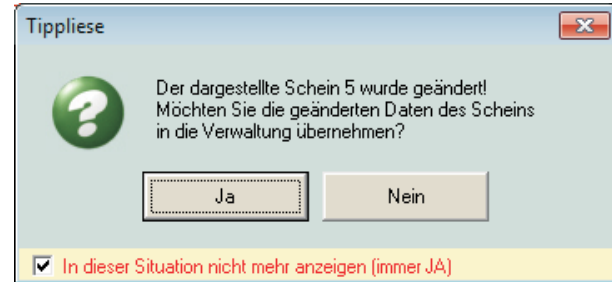 Tippliese
Der dargestellte Schein 5 wurde geändert!
Möchten Sie die geänderten Daten des Scheins
in die Verwaltung übernehmen?
Ja
Nein
In dieser Situation nicht mehr anzeigen (immer JA)